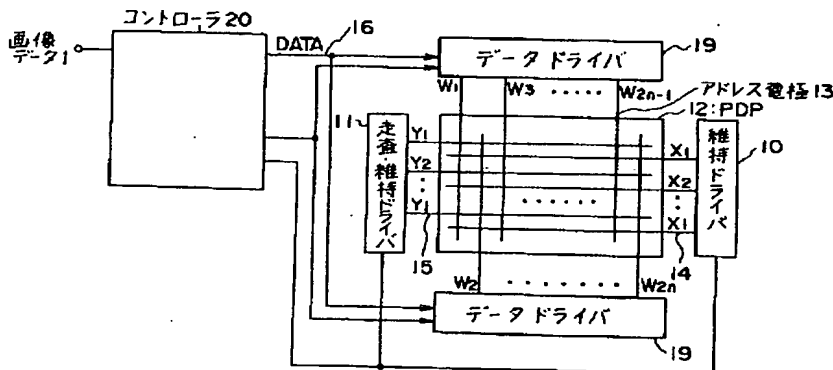 コントローラ20
画像
データ1
DATA
16
データドライバ
19
W1
W3
‥‥‥
W2n-1
アドレス電極13
12:PDP
11
走査・維持ドライバ
Y1
Y2
⋮
Y1
15
‥‥‥
X1
X2
⋮
X1
14
維持ドライバ
10
W2
‥‥‥
W2n
データドライバ
19